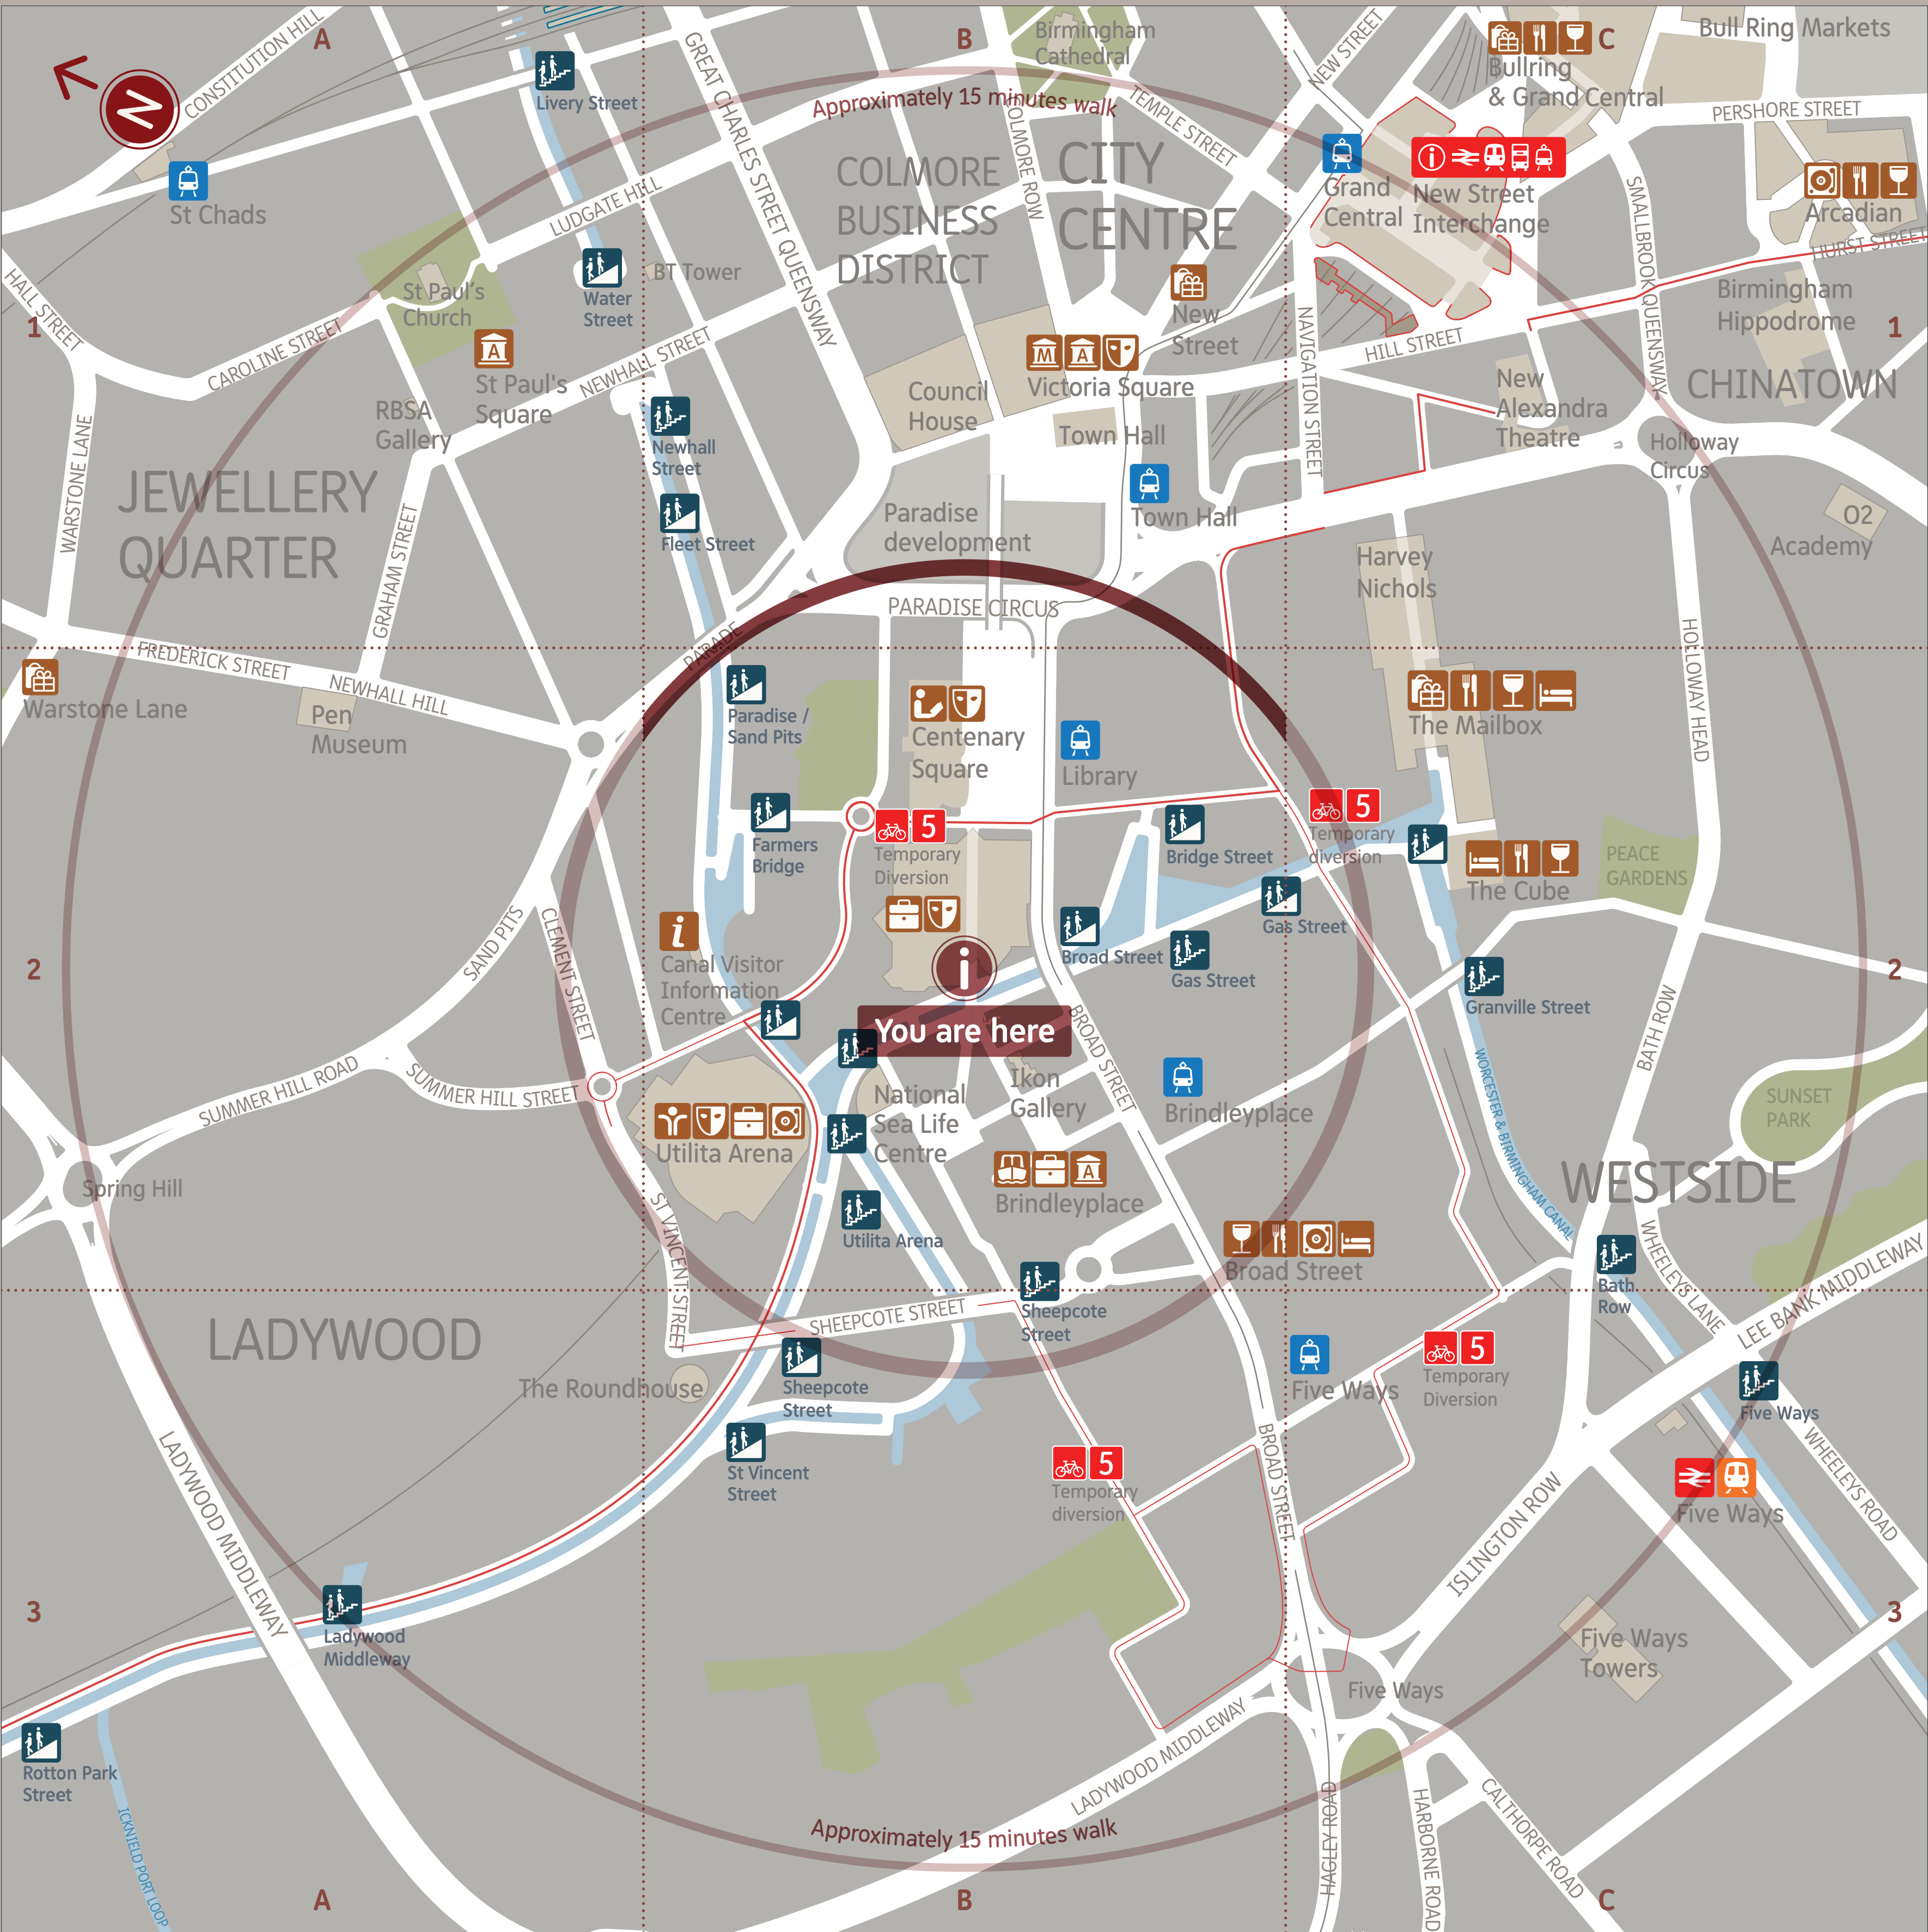 A
B
C
Bull Ring Markets
Birmingham
Cathedral
NEW STREET
Bullring
& Grand Central
CONSTITUTION HILL
N
Livery Street
GREAT CHARLES STREET QUEENSWAY
Approximately 15 minutes walk
COLMORE ROW
TEMPLE STREET
PERSHORE STREET
CITY
CENTRE
COLMORE
BUSINESS
DISTRICT
St Chads
LUDGATE HILL
Grand
Central
i
New Street
Interchange
SMALLBROOK QUEENSWAY
Arcadian
HURST STREET
HALL STREET
St Paul's
Church
Water
Street
BT Tower
New
Street
Birmingham
Hippodrome
1
CAROLINE STREET
A
St Paul's
Square
NEWHALL STREET
Council
House
M
A
Victoria Square
NAVIGATION STREET
HILL STREET
New
Alexandra
Theatre
CHINATOWN
1
WARSTONE LANE
RBSA
Gallery
Newhall
Street
Town Hall
Holloway
Circus
JEWELLERY
QUARTER
GRAHAM STREET
Fleet Street
Paradise
development
Town Hall
O2
Academy
Harvey
Nichols
PARADISE CIRCUS
PARADE
HOLLOWAY HEAD
FREDERICK STREET
NEWHALL HILL
Warstone Lane
Pen
Museum
Paradise /
Sand Pits
Centenary
Square
Library
The Mailbox
Farmers
Bridge
5
Temporary
Diversion
Bridge Street
5
Temporary
diversion
The Cube
PEACE
GARDENS
2
SAND PITS
CLEMENT STREET
i
Canal Visitor
Information
Centre
i
You are here
Broad Street
Gas Street
Gas Street
Granville Street
2
BROAD STREET
BATH ROW
SUMMER HILL ROAD
SUMMER HILL STREET
National
Sea Life
Centre
Ikon
Gallery
Brindleyplace
WORCESTER & BIRMINGHAM CANAL
SUNSET
PARK
Utilita Arena
A
Brindleyplace
WESTSIDE
Spring Hill
ST VINCENT STREET
Utilita Arena
Broad Street
WHEELEYS LANE
Bath
Row
LEE BANK MIDDLEWAY
LADYWOOD
SHEEPCOTE STREET
Sheepcote
Street
The Roundhouse
Sheepcote
Street
Five Ways
5
Temporary
Diversion
Five Ways
LADYWOOD MIDDLEWAY
St Vincent
Street
5
Temporary
diversion
BROAD STREET
ISLINGTON ROW
Five Ways
WHEELEYS ROAD
3
Ladywood
Middleway
Five Ways
Towers
3
Five Ways
Rotton Park
Street
ICKNIELD PORT LOOP
LADYWOOD MIDDLEWAY
Approximately 15 minutes walk
HAGLEY ROAD
HARBORNE ROAD
CALTHORPE ROAD
A
B
C